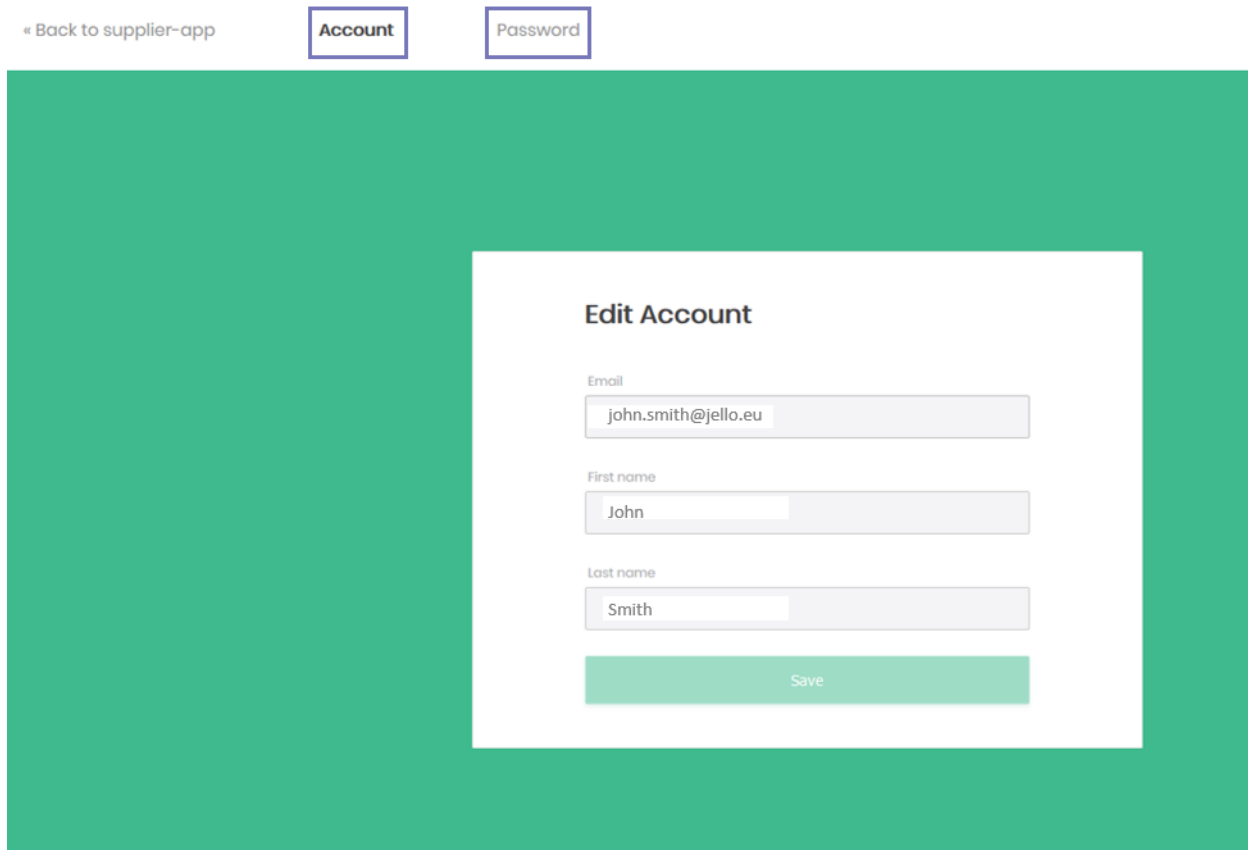 « Back to supplier-app Account Password
Edit Account
Email
john.smith@jello.eu
First name
John
Last name
Smith
Save